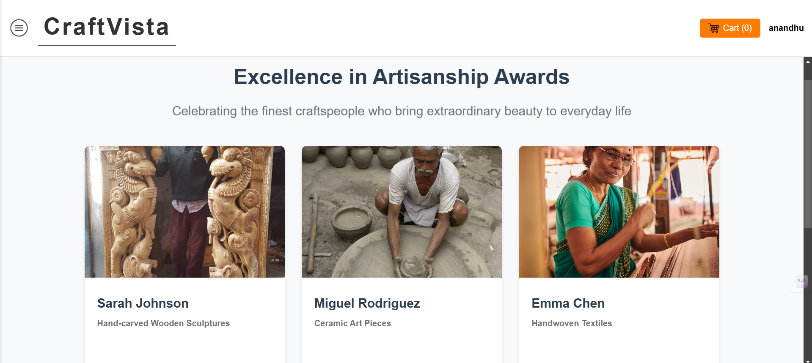 CraftVista
Cart (0)
anandhu
Excellence in Artisanship Awards
Celebrating the finest craftspeople who bring extraordinary beauty to everyday life
Sarah Johnson
Hand-carved Wooden Sculptures
Miguel Rodriguez
Ceramic Art Pieces
Emma Chen
Handwoven Textiles